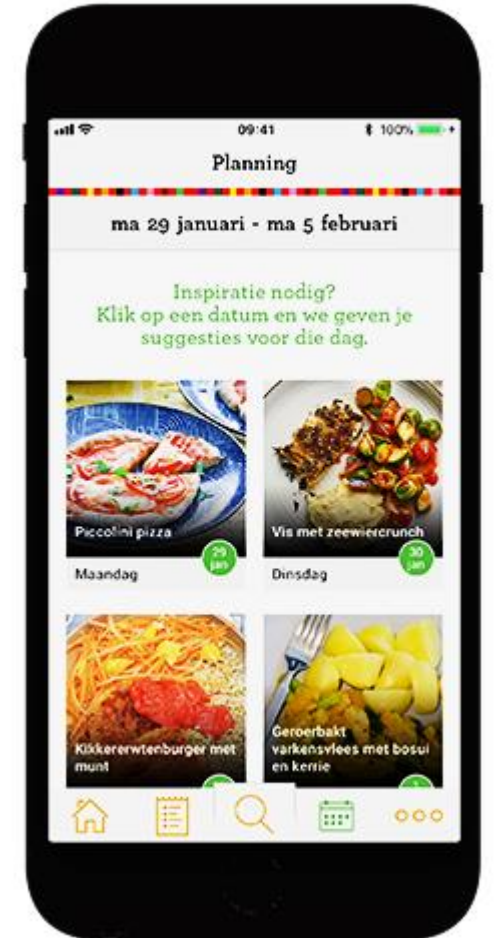 09:41
100%
Planning
ma 29 januari - ma 5 februari
Inspiratie nodig?
Klik op een datum en we geven je
suggesties voor die dag.
Piccolini pizza
29
jan
Maandag
Vis met zeewiercrunch
30
jan
Dinsdag
Kikkererwtenburger met
munt
Geroerbakt
varkensvlees met bosui
en kerrie